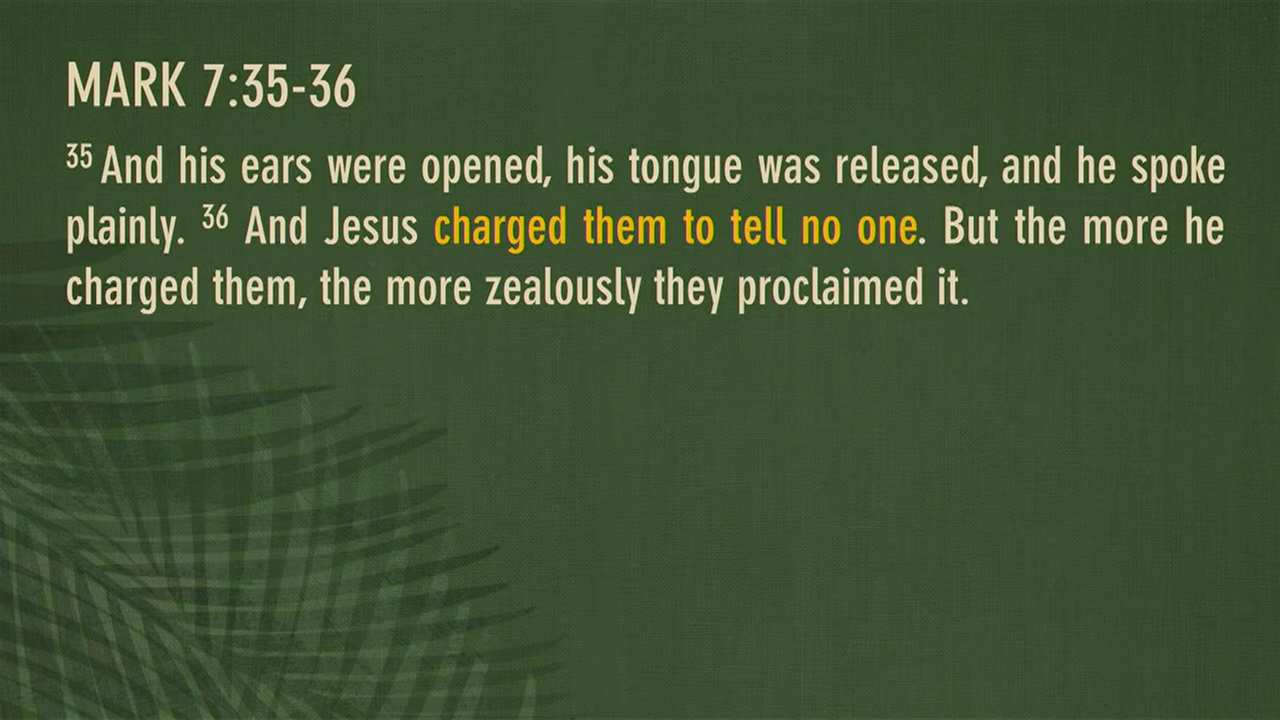 MARK 7:35-36
35 And his ears were opened, his tongue was released, and he spoke
plainly. 36 And Jesus charged them to tell no one. But the more he
charged them, the more zealously they proclaimed it.